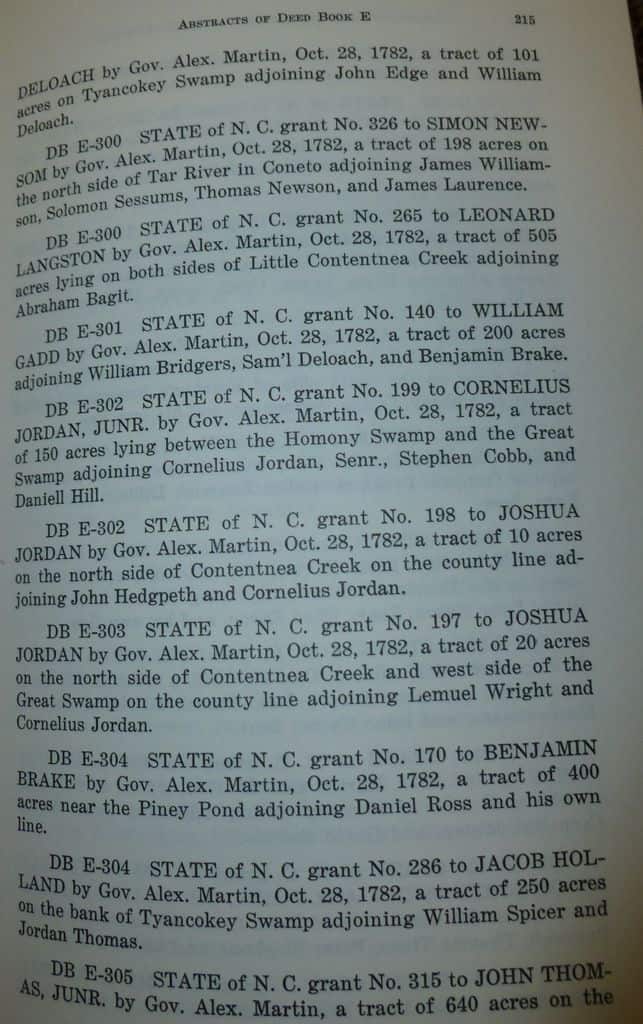 ABSTRACTS OF DEED BOOK E 215
DELOACH by Gov. Alex. Martin, Oct. 28, 1782, a tract of 101
acres on Tyancokey Swamp adjoining John Edge and William
Deloach.
DB E-300 STATE of N. C. grant No. 326 to SIMON NEW-
SOM by Gov. Alex. Martin, Oct. 28, 1782, a tract of 198 acres on
the north side of Tar River in Coneto adjoining James William-
son, Solomon Sessums, Thomas Newson, and James Laurence.
DB E-300 STATE of N. C. grant No. 265 to LEONARD
LANGSTON by Gov. Alex. Martin, Oct. 28, 1782, a tract of 505
acres lying on both sides of Little Contentnea Creek adjoining
Abraham Bagit.
DB E-301 STATE of N. C. grant No. 140 to WILLIAM
GADD by Gov. Alex. Martin, Oct. 28, 1782, a tract of 200 acres
adjoining William Bridgers, Sam'l Deloach, and Benjamin Brake.
DB E-302 STATE of N. C. grant No. 199 to CORNELIUS
JORDAN, JUNR. by Gov. Alex. Martin, Oct. 28, 1782, a tract
of 150 acres lying between the Homony Swamp and the Great
Swamp adjoining Cornelius Jordan, Senr., Stephen Cobb, and
Daniell Hill.
DB E-302 STATE of N. C. grant No. 198 to JOSHUA
JORDAN by Gov. Alex. Martin, Oct. 28, 1782, a tract of 10 acres
on the north side of Contentnea Creek on the county line ad-
joining John Hedgpeth and Cornelius Jordan.
DB E-303 STATE of N. C. grant No. 197 to JOSHUA
JORDAN by Gov. Alex. Martin, Oct. 28, 1782, a tract of 20 acres
on the north side of Contentnea Creek and west side of the
Great Swamp on the county line adjoining Lemuel Wright and
Cornelius Jordan.
DB E-304 STATE of N. C. grant No. 170 to BENJAMIN
BRAKE by Gov. Alex. Martin, Oct. 28, 1782, a tract of 400
acres near the Piney Pond adjoining Daniel Ross and his own
line.
DB E-304 STATE of N. C. grant No. 286 to JACOB HOL-
LAND by Gov. Alex. Martin, Oct. 28, 1782, a tract of 250 acres
on the bank of Tyancokey Swamp adjoining William Spicer and
Jordan Thomas.
DB E-305 STATE of N. C. grant No. 315 to JOHN THOM-
AS, JUNR. by Gov. Alex. Martin, a tract of 640 acres on the